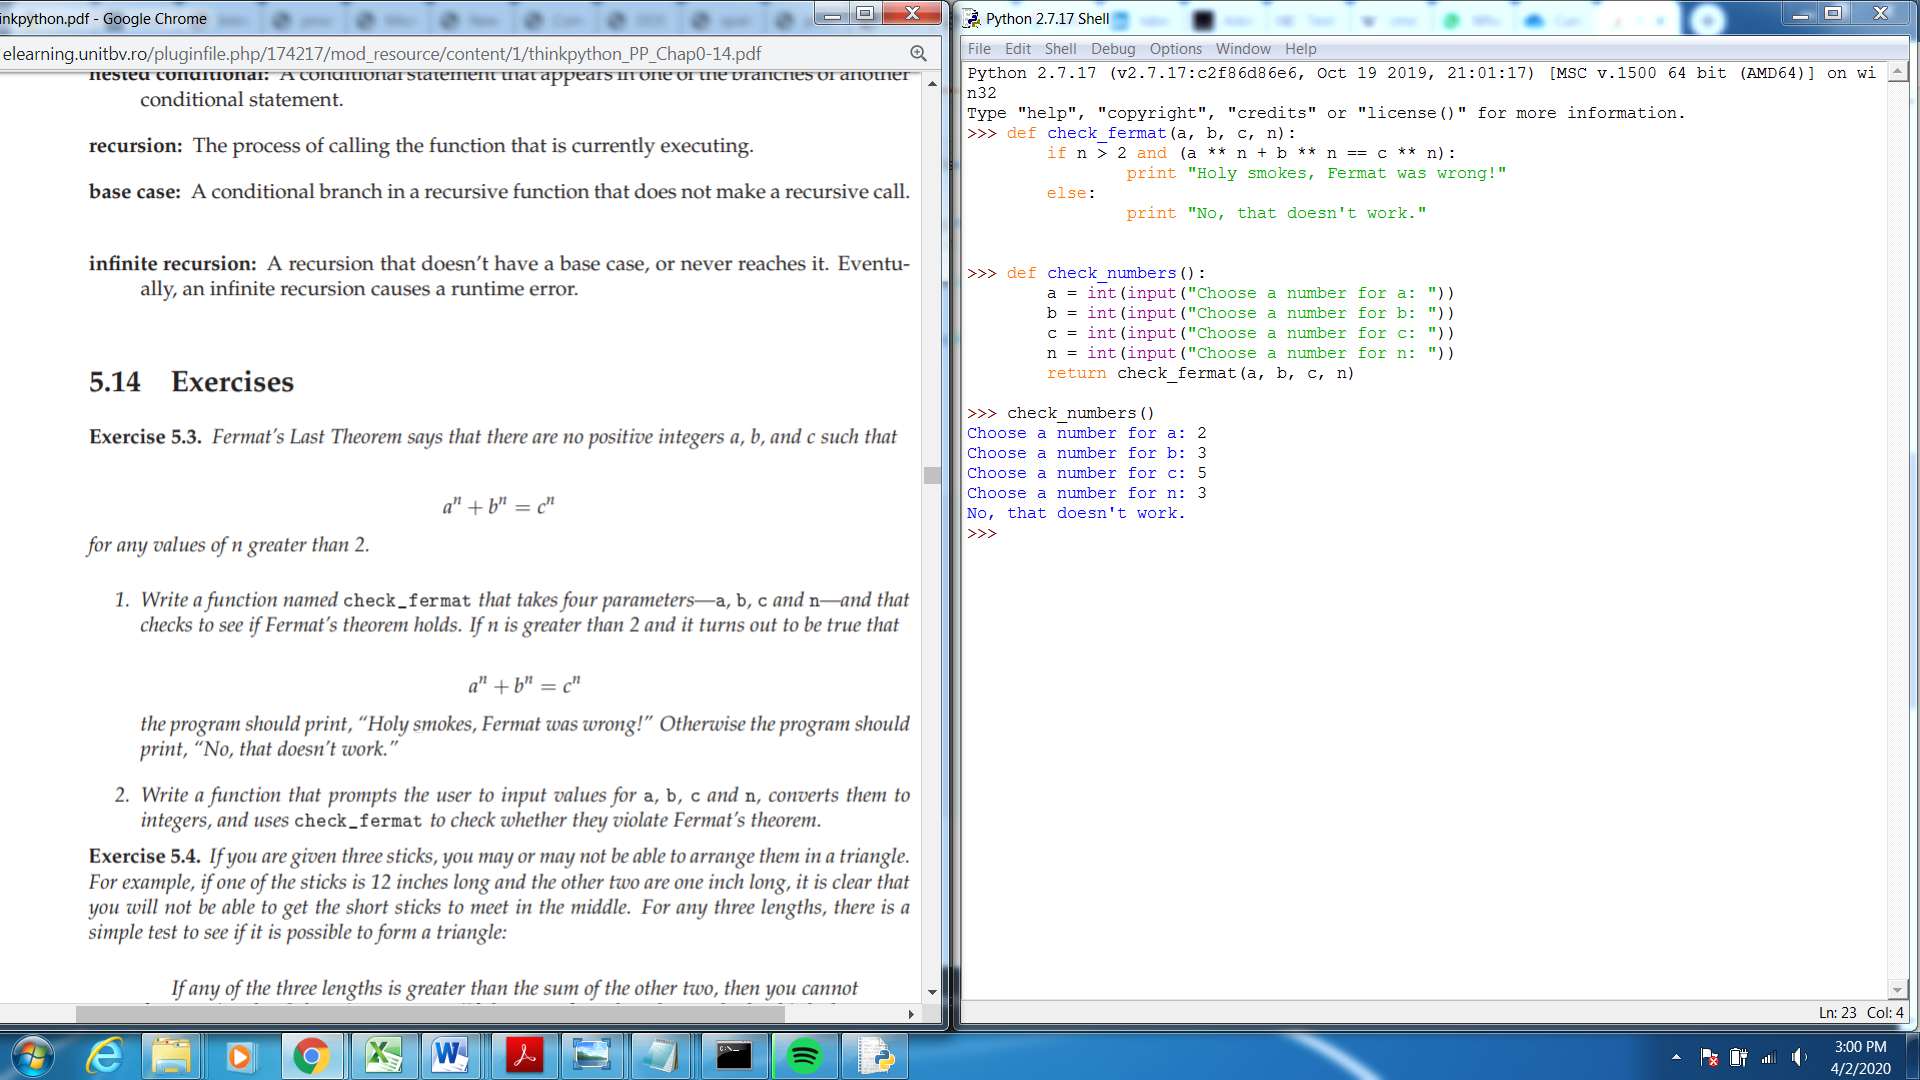 inkpython.pdf - Google Chrome
elearning.unitbv.ro/pluginfile.php/174217/mod_resource/content/1/thinkpython_PP_Chap0-14.pdf
nested conditional: A conditional statement that appears in one of the branches of another
conditional statement.
recursion: The process of calling the function that is currently executing.
base case: A conditional branch in a recursive function that does not make a recursive call.
infinite recursion: A recursion that doesn’t have a base case, or never reaches it. Eventu-
ally, an infinite recursion causes a runtime error.
5.14 Exercises
Exercise 5.3. Fermat’s Last Theorem says that there are no positive integers a, b, and c such that
aⁿ + bⁿ = cⁿ
for any values of n greater than 2.
1. Write a function named check_fermat that takes four parameters—a, b, c and n—and that
checks to see if Fermat’s theorem holds. If n is greater than 2 and it turns out to be true that
aⁿ + bⁿ = cⁿ
the program should print, “Holy smokes, Fermat was wrong!” Otherwise the program should
print, “No, that doesn’t work.”
2. Write a function that prompts the user to input values for a, b, c and n, converts them to
integers, and uses check_fermat to check whether they violate Fermat’s theorem.
Exercise 5.4. If you are given three sticks, you may or may not be able to arrange them in a triangle.
For example, if one of the sticks is 12 inches long and the other two are one inch long, it is clear that
you will not be able to get the short sticks to meet in the middle. For any three lengths, there is a
simple test to see if it is possible to form a triangle:
If any of the three lengths is greater than the sum of the other two, then you cannot
Python 2.7.17 Shell
File Edit Shell Debug Options Window Help
Python 2.7.17 (v2.7.17:c2f86d86e6, Oct 19 2019, 21:01:17) [MSC v.1500 64 bit (AMD64)] on wi
n32
Type "help", "copyright", "credits" or "license()" for more information.
>>> def check_fermat(a, b, c, n):
if n > 2 and (a ** n + b ** n == c ** n):
print "Holy smokes, Fermat was wrong!"
else:
print "No, that doesn't work."
>>> def check_numbers():
a = int(input("Choose a number for a: "))
b = int(input("Choose a number for b: "))
c = int(input("Choose a number for c: "))
n = int(input("Choose a number for n: "))
return check_fermat(a, b, c, n)
>>> check_numbers()
Choose a number for a: 2
Choose a number for b: 3
Choose a number for c: 5
Choose a number for n: 3
No, that doesn't work.
>>>
Ln: 23 Col: 4
3:00 PM
4/2/2020